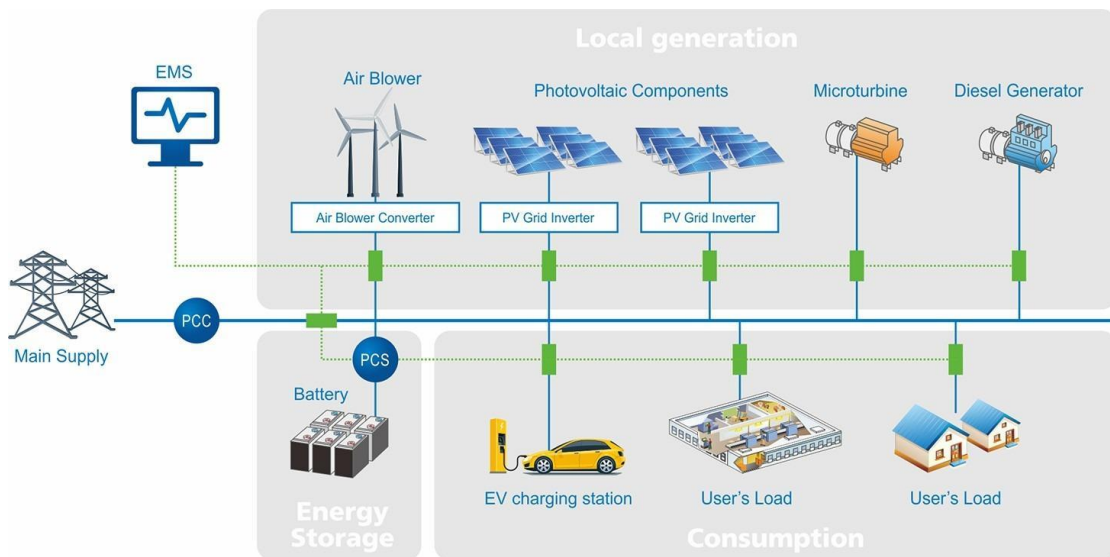 Local generation
EMS
Air Blower
Photovoltaic Components
Microturbine
Diesel Generator
Air Blower Converter
PV Grid Inverter
PV Grid Inverter
PCC
Main Supply
PCS
Battery
EV charging station
User's Load
User's Load
Energy
Storage
Consumption